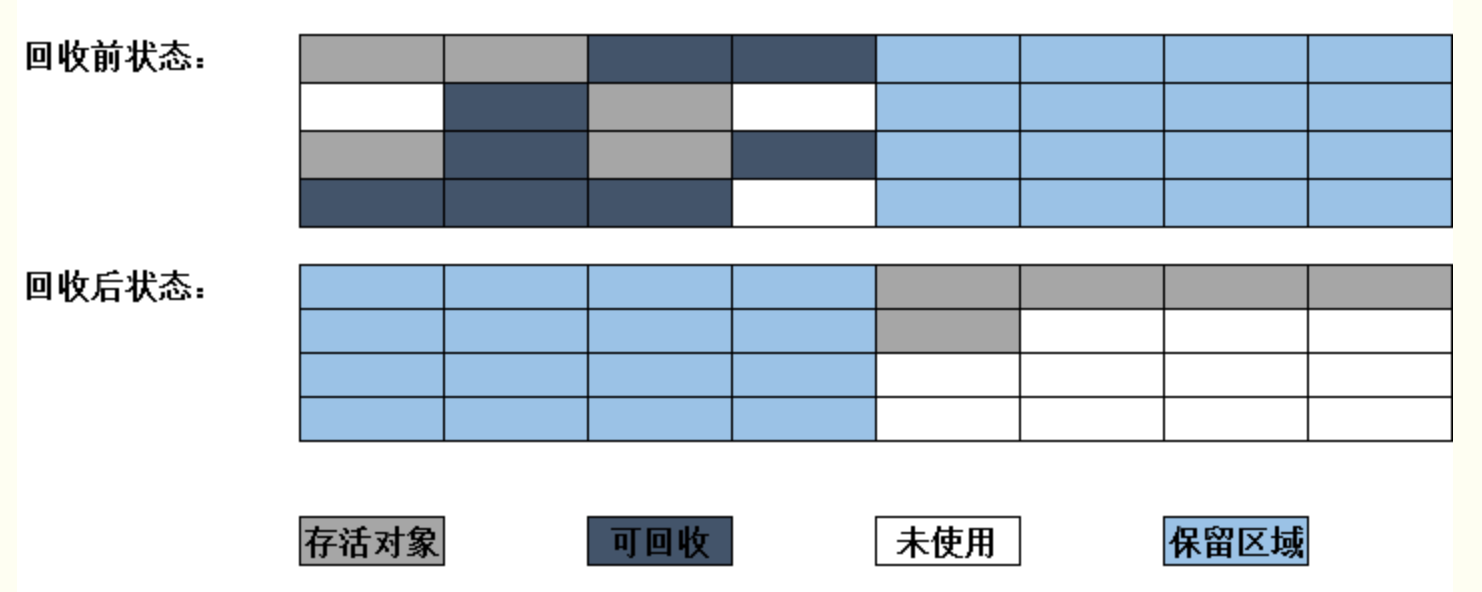 回收前状态：
回收后状态：
存活对象
可回收
未使用
保留区域